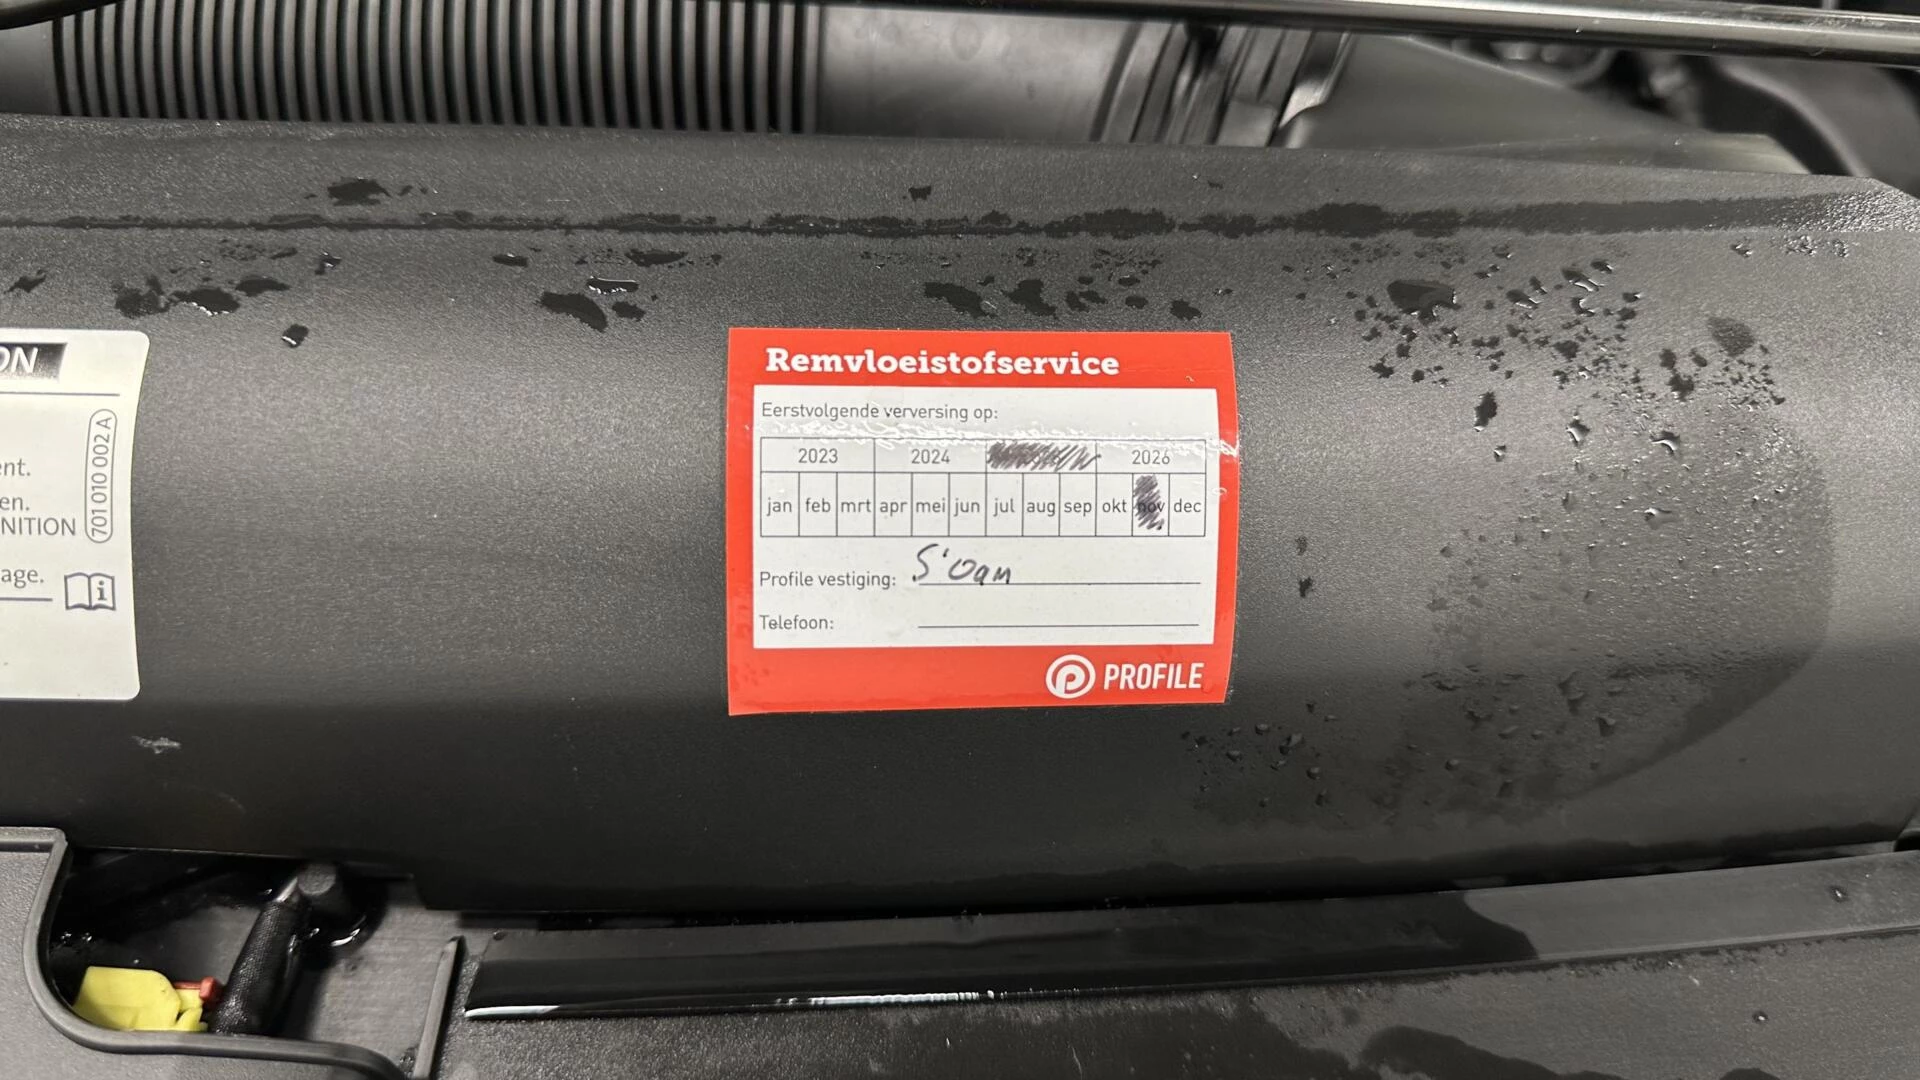 ON
ent.
en.
NITION
age.
701 010 002 A
Remvloeistofservice
Eerstvolgende verversing op:
2023 2024 2026
jan feb mrt apr mei jun jul aug sep okt nov dec
Profile vestiging:
Telefoon:
PROFILE